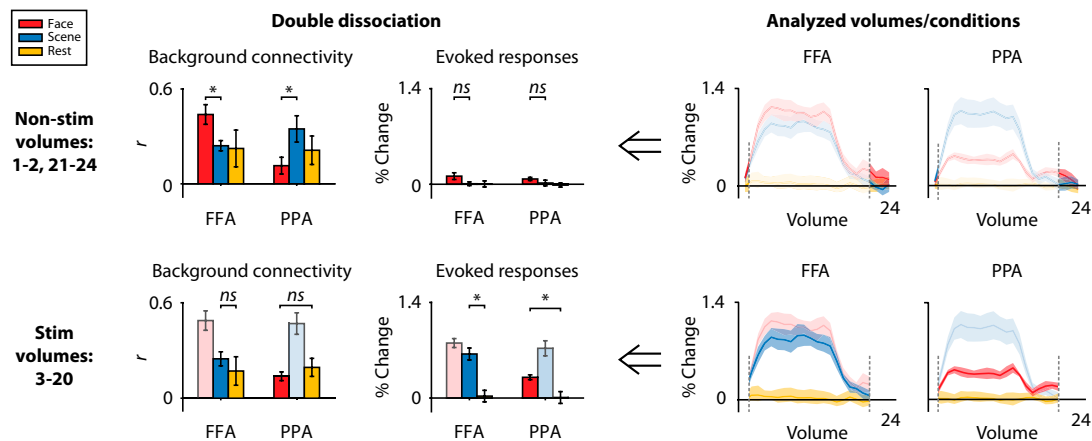 Face
Scene
Rest
Double dissociation
Analyzed volumes/conditions
Background connectivity
Evoked responses
FFA
PPA
Non-stim
volumes:
1-2, 21-24
0.6
r
0
*
*
FFA
PPA
1.4
% Change
0
ns
ns
FFA
PPA
1.4
% Change
0
Volume
24
Volume
24
Background connectivity
Evoked responses
FFA
PPA
Stim
volumes:
3-20
0.6
r
0
ns
ns
FFA
PPA
1.4
% Change
0
*
*
FFA
PPA
1.4
% Change
0
Volume
24
Volume
24